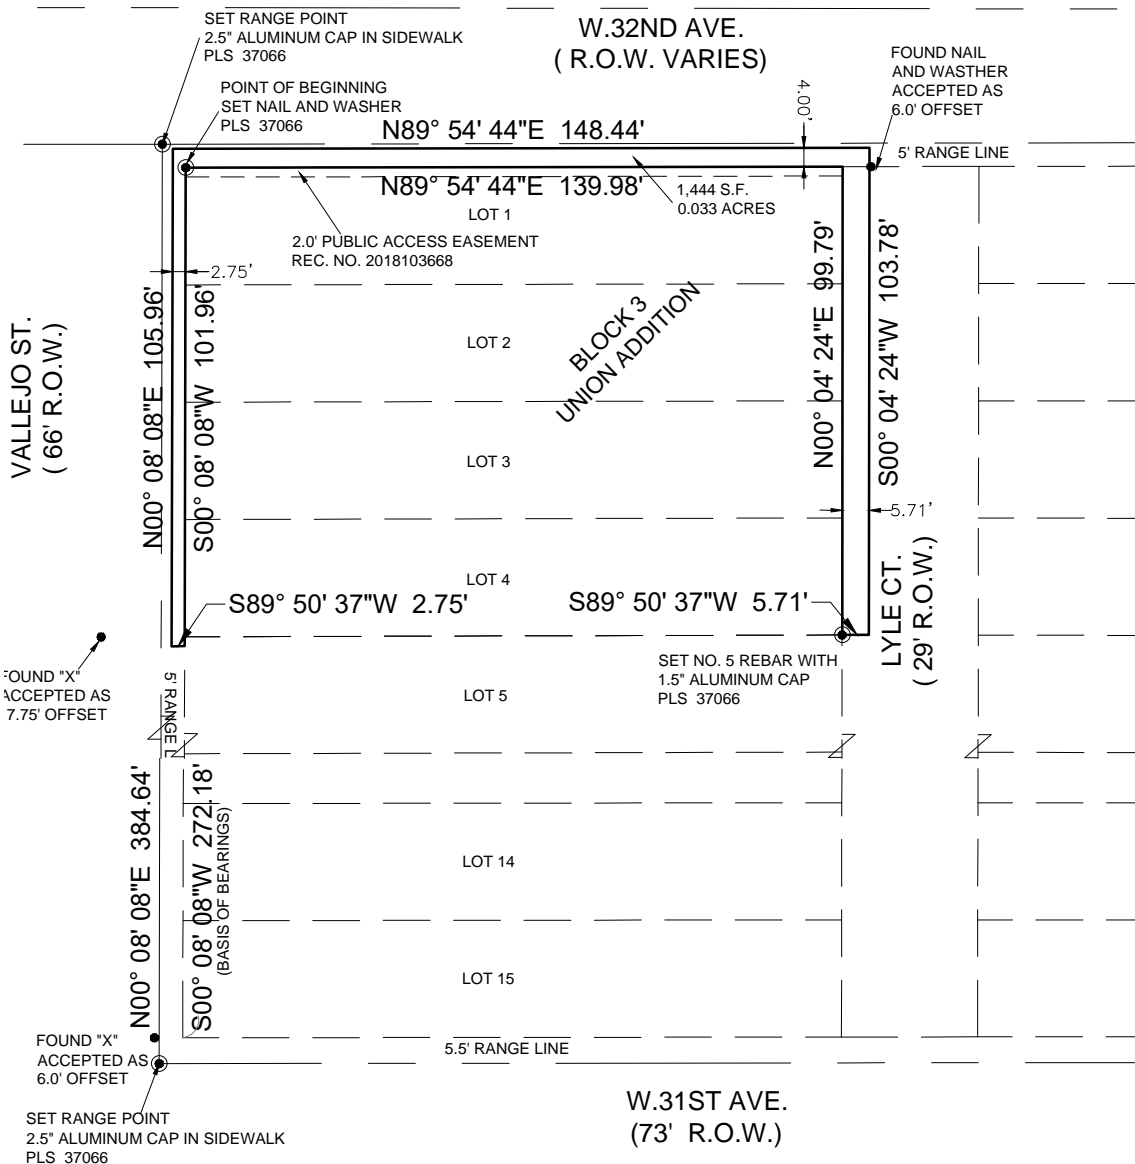 SET RANGE POINT
2.5" ALUMINUM CAP IN SIDEWALK
PLS 37066
W.32ND AVE.
( R.O.W. VARIES)
FOUND NAIL
AND WASTHER
ACCEPTED AS
6.0' OFFSET
POINT OF BEGINNING
SET NAIL AND WASHER
PLS 37066
4.00'
N89° 54' 44"E 148.44'
5' RANGE LINE
N89° 54' 44"E 139.98'
1,444 S.F.
0.033 ACRES
LOT 1
2.0' PUBLIC ACCESS EASEMENT
REC. NO. 2018103668
2.75'
VALLEJO ST.
( 66' R.O.W.)
N00° 08' 08"E 105.96'
S00° 08' 08"W 101.96'
LOT 2
BLOCK 3
UNION ADDITION
N00° 04' 24"E 99.79'
S00° 04' 24"W 103.78'
LOT 3
5.71'
LOT 4
S89° 50' 37"W 2.75'
S89° 50' 37"W 5.71'
LYLE CT.
( 29' R.O.W.)
FOUND "X"
ACCEPTED AS
7.75' OFFSET
SET NO. 5 REBAR WITH
1.5" ALUMINUM CAP
PLS 37066
5' RANGE L
LOT 5
N00° 08' 08"E 384.64'
S00° 08' 08"W 272.18'
(BASIS OF BEARINGS)
LOT 14
LOT 15
FOUND "X"
ACCEPTED AS
6.0' OFFSET
5.5' RANGE LINE
SET RANGE POINT
2.5" ALUMINUM CAP IN SIDEWALK
PLS 37066
W.31ST AVE.
(73' R.O.W.)